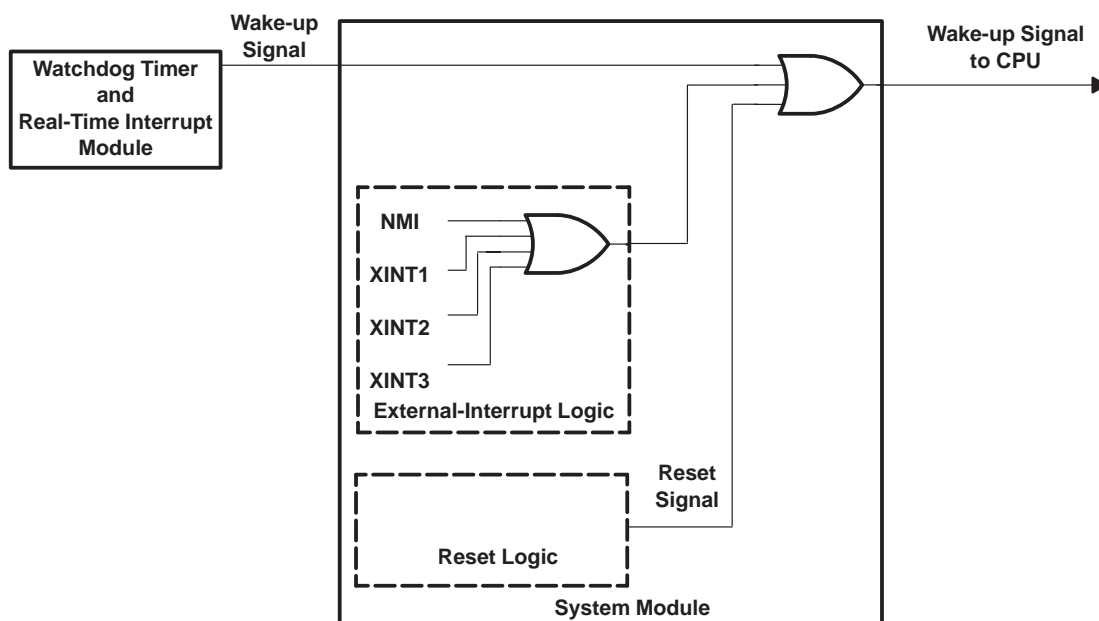 Wake-up
Signal
Watchdog Timer
and
Real-Time Interrupt
Module
Wake-up Signal
to CPU
NMI
XINT1
XINT2
XINT3
External-Interrupt Logic
Reset
Signal
Reset Logic
System Module